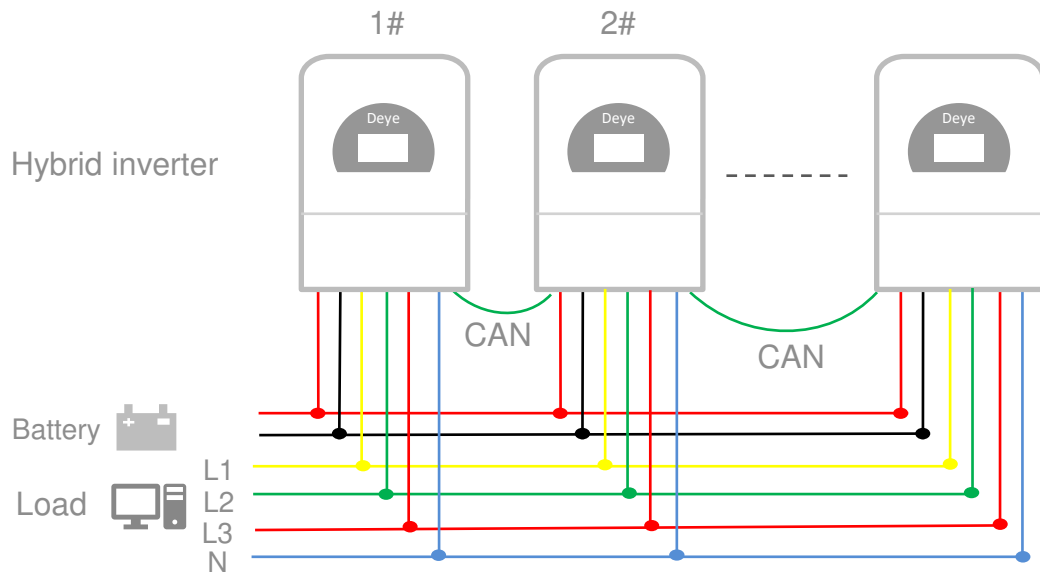 1#
2#
Deye
Deye
Deye
Hybrid inverter
CAN
CAN
Battery
L1
Load
L2
L3
N